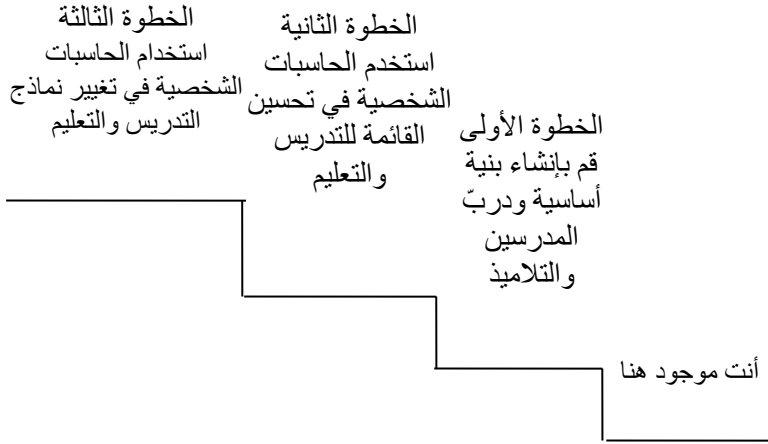 الخطوة الثالثة
استخدام الحاسبات
الشخصية في تغيير نماذج
التدريس والتعليم
الخطوة الثانية
استخدم الحاسبات
الشخصية في تحسين
القائمة للتدريس
والتعليم
الخطوة الأولى
قم بإنشاء بنية
أساسية ودربّ
المدرسين
والتلاميذ
أنت موجود هنا